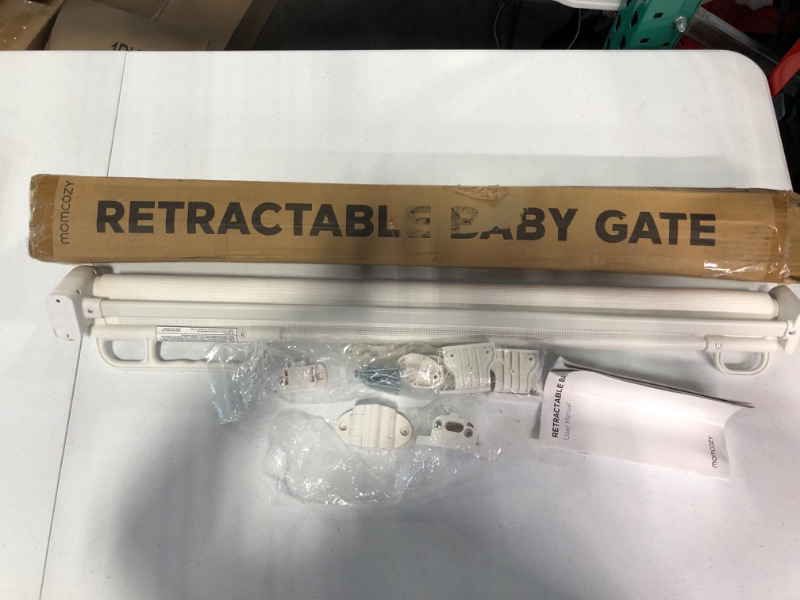 momcozy
RETRACTABLE BABY GATE
RETRACTABLE BA
User Manual
momcozy